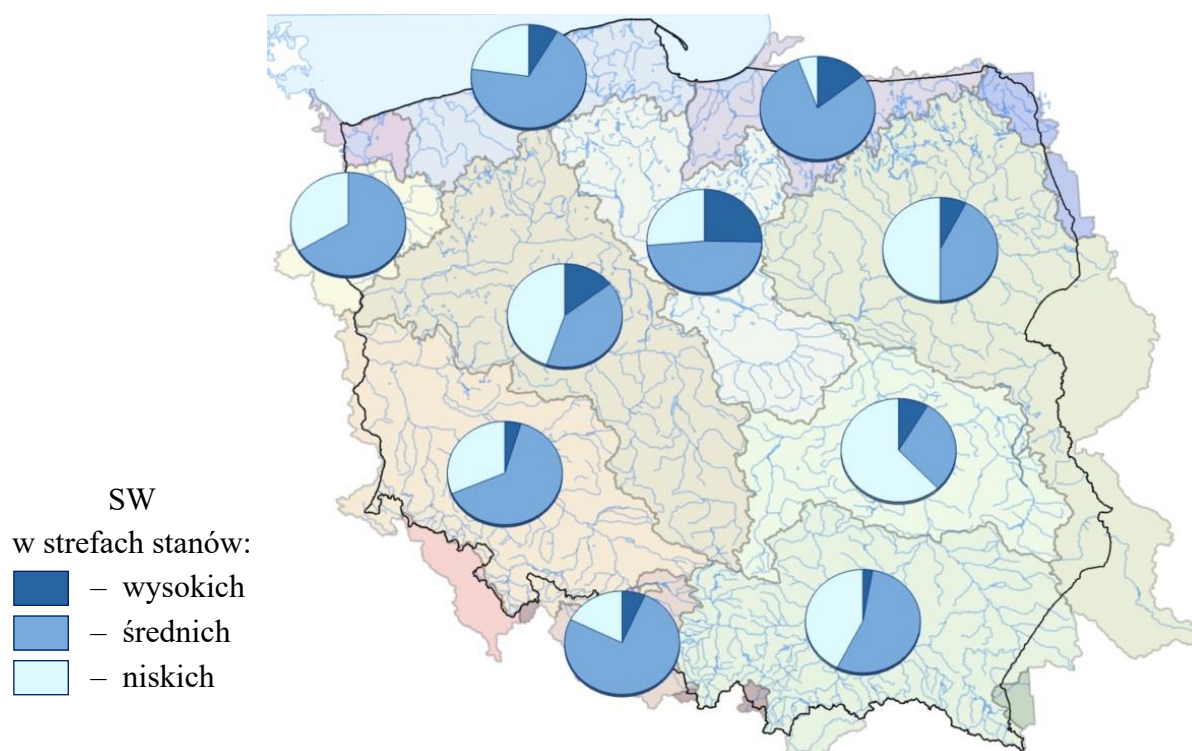 SW
w strefach stanów:
– wysokich
– średnich
– niskich